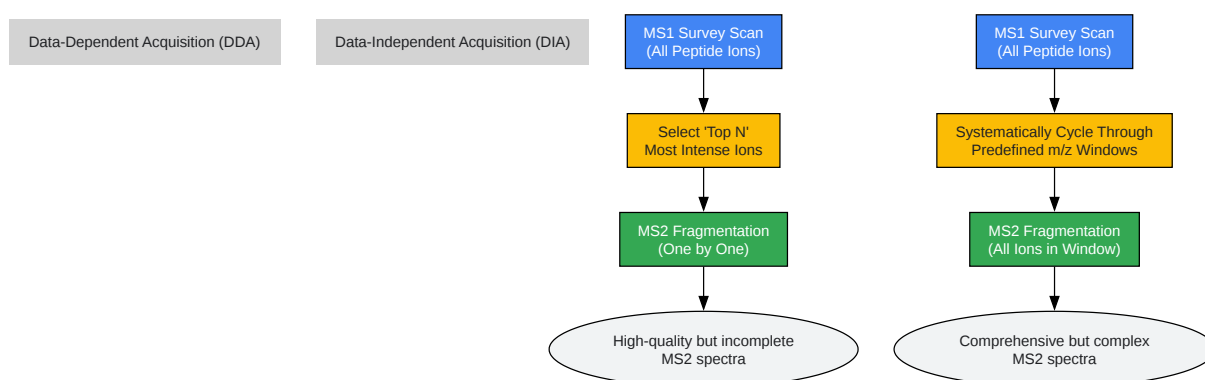 Data-Dependent Acquisition (DDA)
Data-Independent Acquisition (DIA)
MS1 Survey Scan
(All Peptide Ions)
Select 'Top N'
Most Intense Ions
MS2 Fragmentation
(One by One)
High-quality but incomplete
MS2 spectra
MS1 Survey Scan
(All Peptide Ions)
Systematically Cycle Through
Predefined m/z Windows
MS2 Fragmentation
(All Ions in Window)
Comprehensive but complex
MS2 spectra